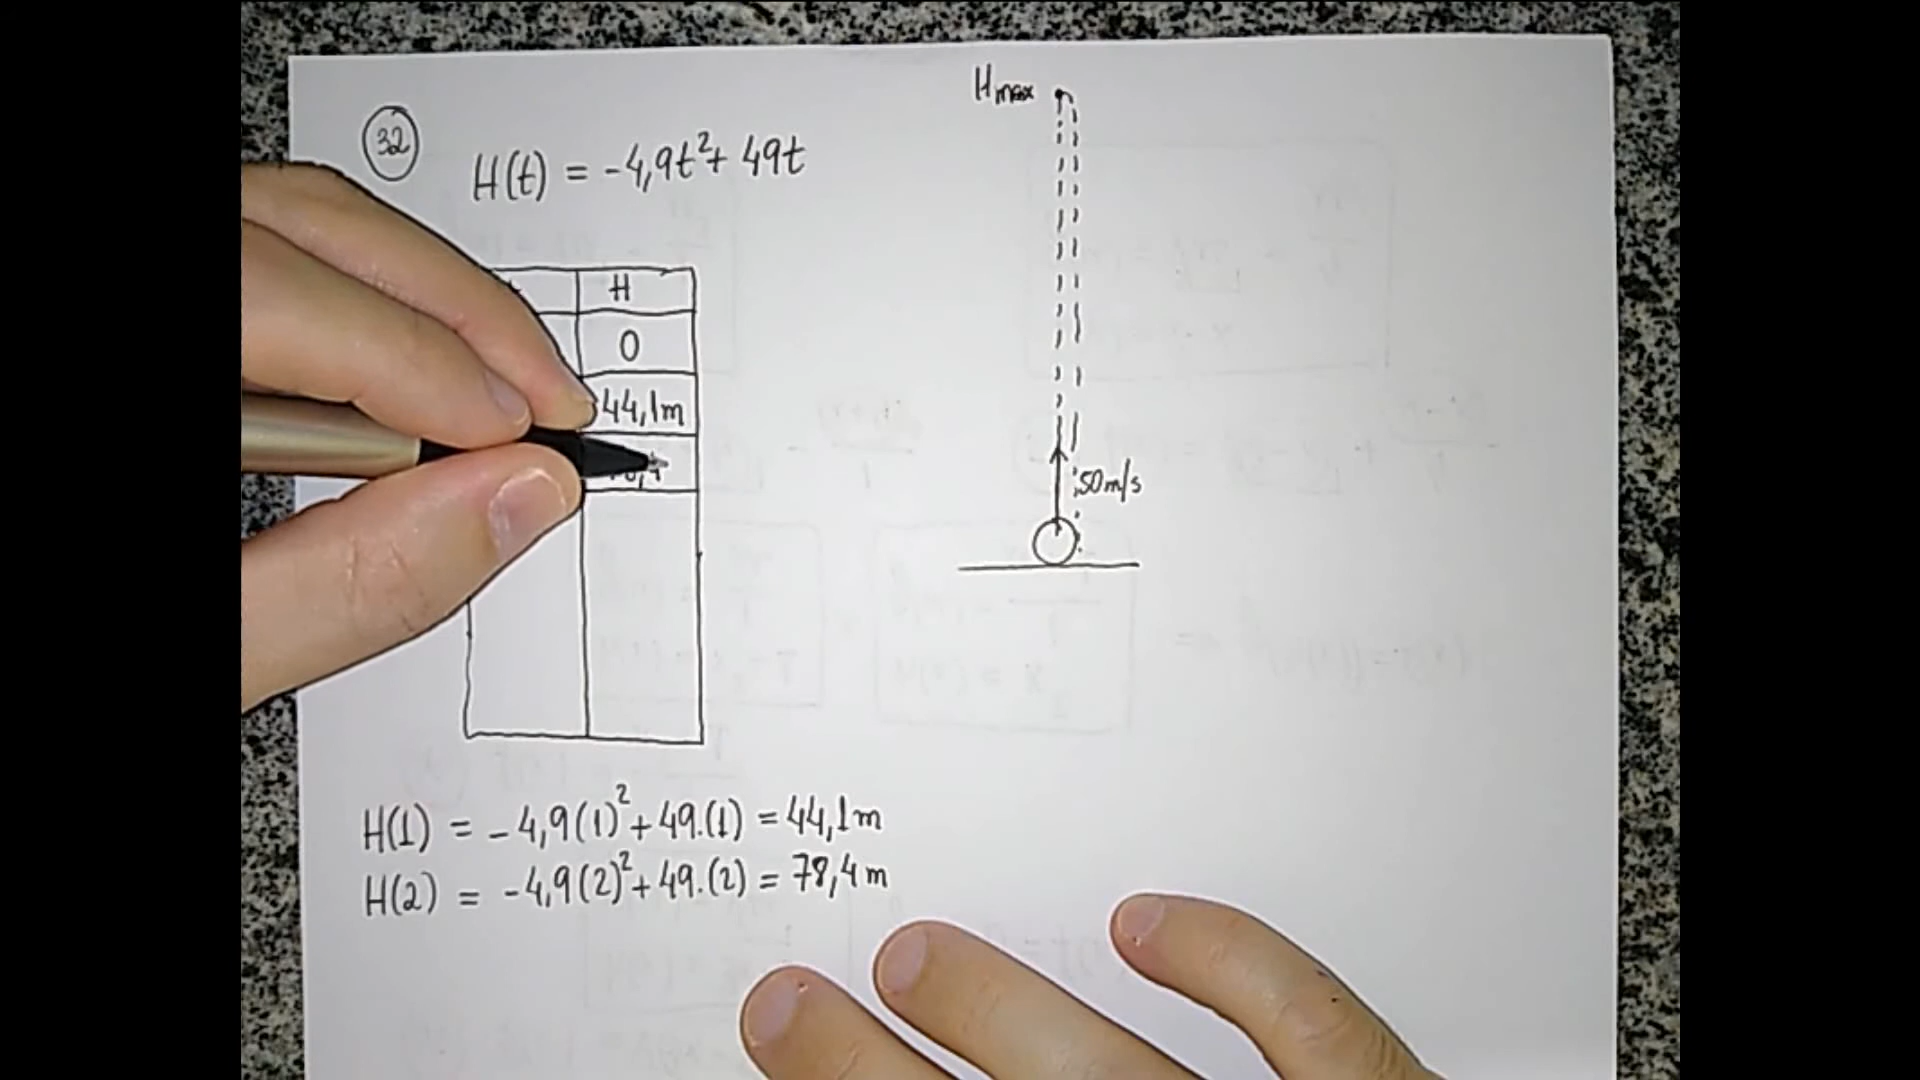 32
H(t) = -4,9t²+ 49t
Hmax
H
0
44,1m
50m/s
H(1) = -4,9(1)²+49.(1) = 44,1m
H(2) = -4,9(2)²+49.(2) = 78,4m